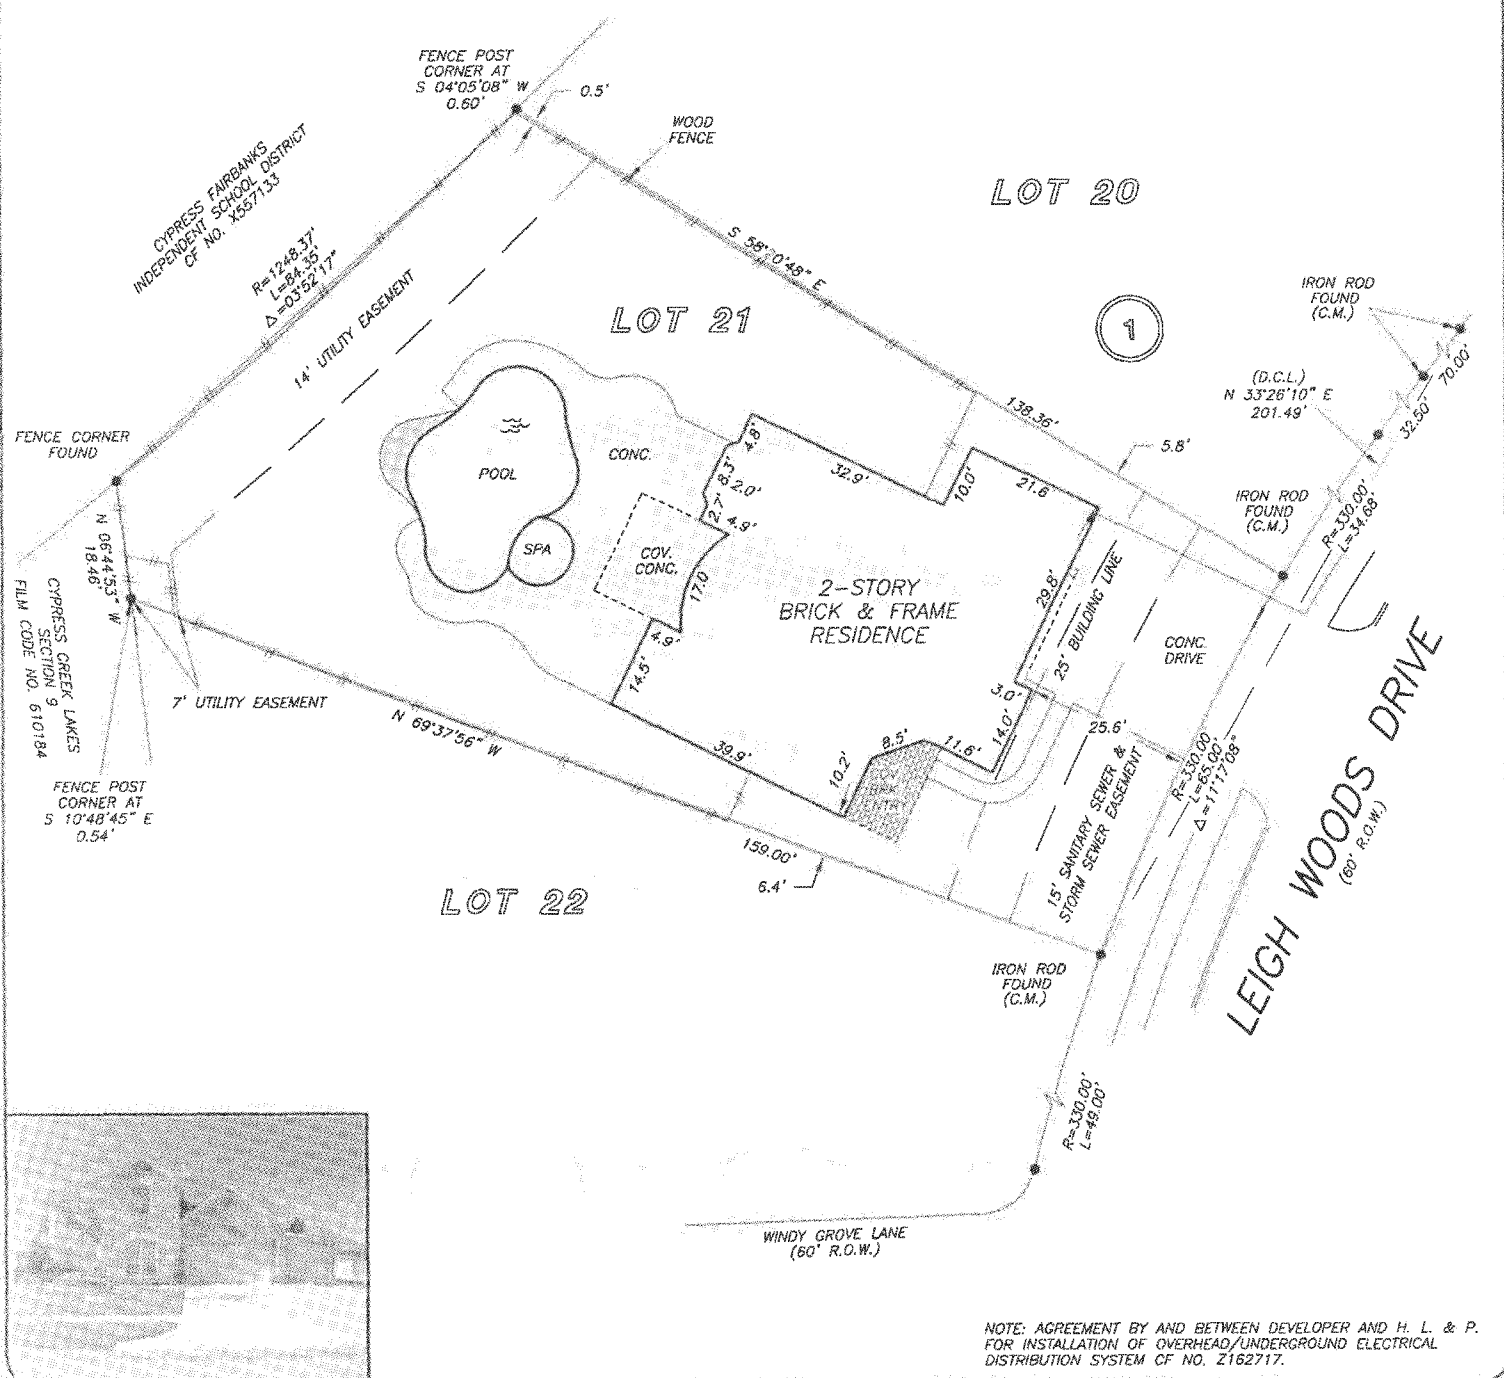 FENCE POST
CORNER AT
S 04°05'08" W
0.60'
0.5'
WOOD
FENCE
LOT 20
CYPRESS FAIRBANKS
INDEPENDENT SCHOOL DISTRICT
CF NO. X557133
R=1248.37'
L=84.35'
Δ=03°52'17"
14' UTILITY EASEMENT
E
LOT 21
1
IRON ROD
FOUND
(C.M.)
70.00'
(D.C.L.)
N 33°26'10" E
201.49'
32.50'
138.36'
5.8'
FENCE CORNER
FOUND
POOL
CONC.
4.8'
8.3'
2.0'
2.7'
4.9'
32.9'
10.0'
21.6'
IRON ROD
FOUND
(C.M.)
R=330.00'
L=34.68'
SPA
COV.
CONC.
17.0
2-STORY
BRICK & FRAME
RESIDENCE
29.8'
25' BUILDING LINE
CONC.
DRIVE
N 06°44'53" W
18.46'
CYPRESS CREEK LAKES
SECTION 9
FILM CODE NO. 610184
7' UTILITY EASEMENT
4.9'
14.5'
3.0'
14.0'
25.6'
N 69°37'56" W
39.9'
10.2'
8.5'
11.6'
R=330.00
L=65.00'
Δ=11°17'08"
LEIGH WOODS DRIVE
(60' R.O.W.)
FENCE POST
CORNER AT
S 10°48'45" E
0.54'
15' SANITARY SEWER &
STORM SEWER EASEMENT
159.00'
6.4'
LOT 22
IRON ROD
FOUND
(C.M.)
R=330.00'
L=49.00'
WINDY GROVE LANE
(60' R.O.W.)
NOTE: AGREEMENT BY AND BETWEEN DEVELOPER AND H. L. & P.
FOR INSTALLATION OF OVERHEAD/UNDERGROUND ELECTRICAL
DISTRIBUTION SYSTEM CF NO. Z162717.